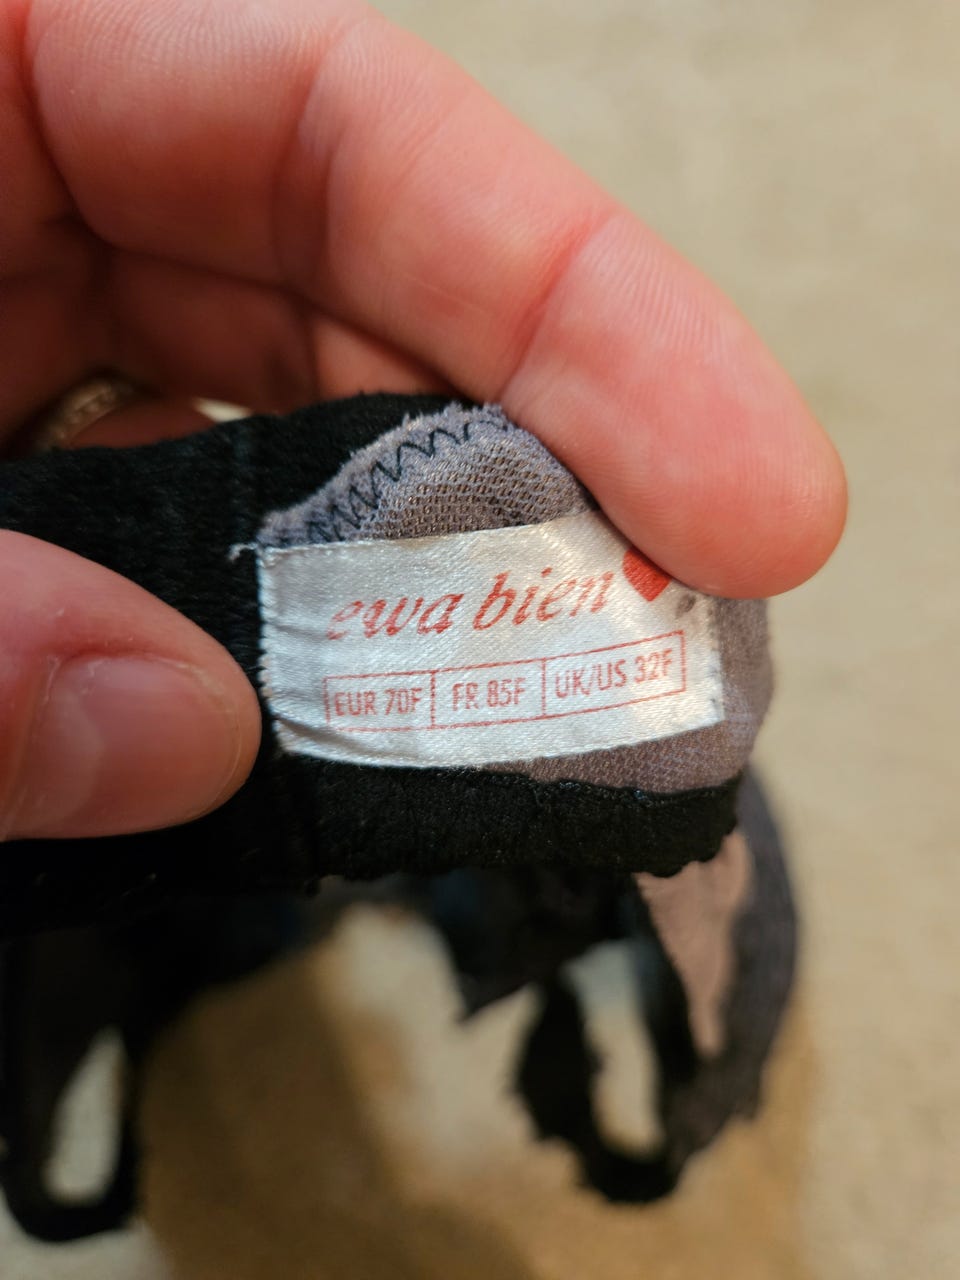 ewa bien
EUR 70F FR 85F UK/US 32F